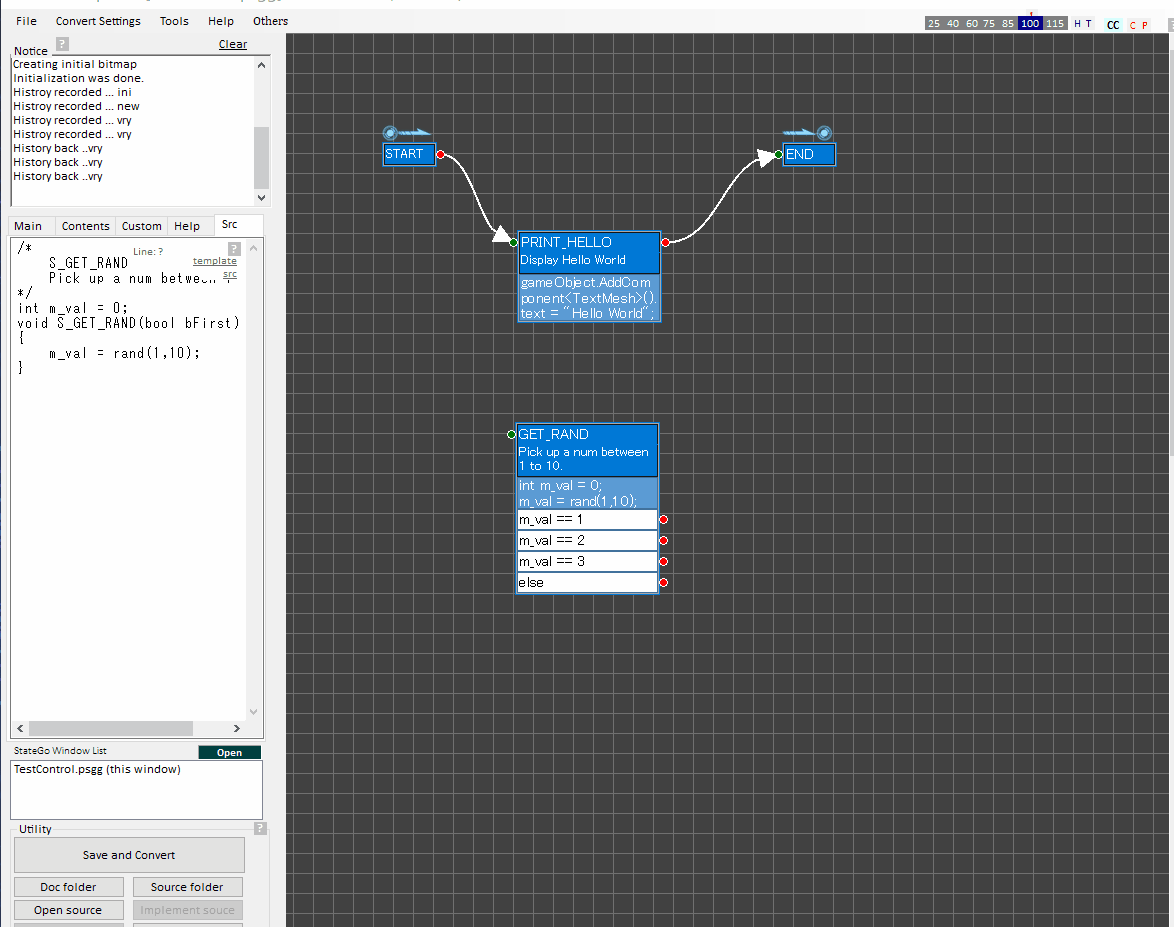 File Convert Settings Tools Help Others
25 40 60 75 85 100 115 H T CC C P
Notice ? Clear
Creating initial bitmap
Initialization was done.
Histroy recorded ... ini
Histroy recorded ... new
Histroy recorded ... vry
Histroy recorded ... vry
History back ..vry
History back ..vry
History back ..vry
Main Contents Custom Help Src
/*
Line: ? ?
S_GET_RAND template
Pick up a num src
*/
int m_val = 0;
void S_GET_RAND(bool bFirst)
{
m_val = rand(1,10);
}
StateGo Window List Open
TestControl.psgg (this window)
Utility ?
Save and Convert
Doc folder Source folder
Open source Implement souce
START
END
PRINT_HELLO
Display Hello World
gameObject.AddCom
ponent<TextMesh>().
text = "Hello World";
GET_RAND
Pick up a num between
1 to 10.
int m_val = 0;
m_val = rand(1,10);
m_val == 1
m_val == 2
m_val == 3
else